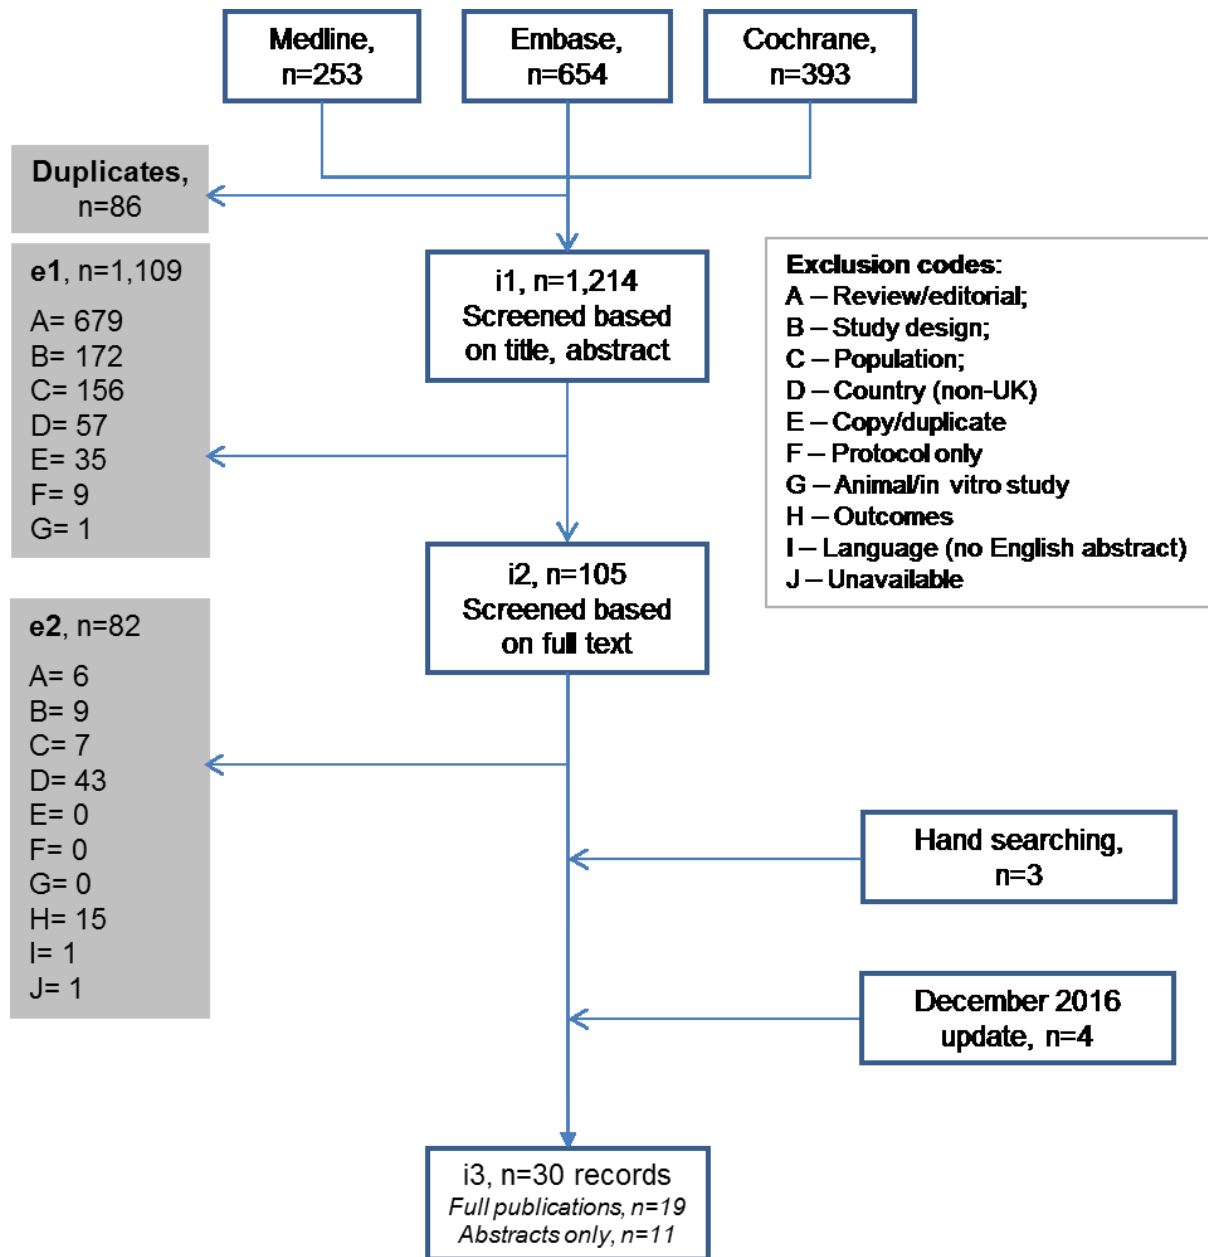 Medline,
n=253
Embase,
n=654
Cochrane,
n=393
Duplicates,
n=86
e1, n=1,109
A= 679
B= 172
C= 156
D= 57
E= 35
F= 9
G= 1
i1, n=1,214
Screened based
on title, abstract
Exclusion codes:
A – Review/editorial;
B – Study design;
C – Population;
D – Country (non-UK)
E – Copy/duplicate
F – Protocol only
G – Animal/in vitro study
H – Outcomes
I – Language (no English abstract)
J – Unavailable
i2, n=105
Screened based
on full text
e2, n=82
A= 6
B= 9
C= 7
D= 43
E= 0
F= 0
G= 0
H= 15
I= 1
J= 1
Hand searching,
n=3
December 2016
update, n=4
i3, n=30 records
Full publications, n=19
Abstracts only, n=11